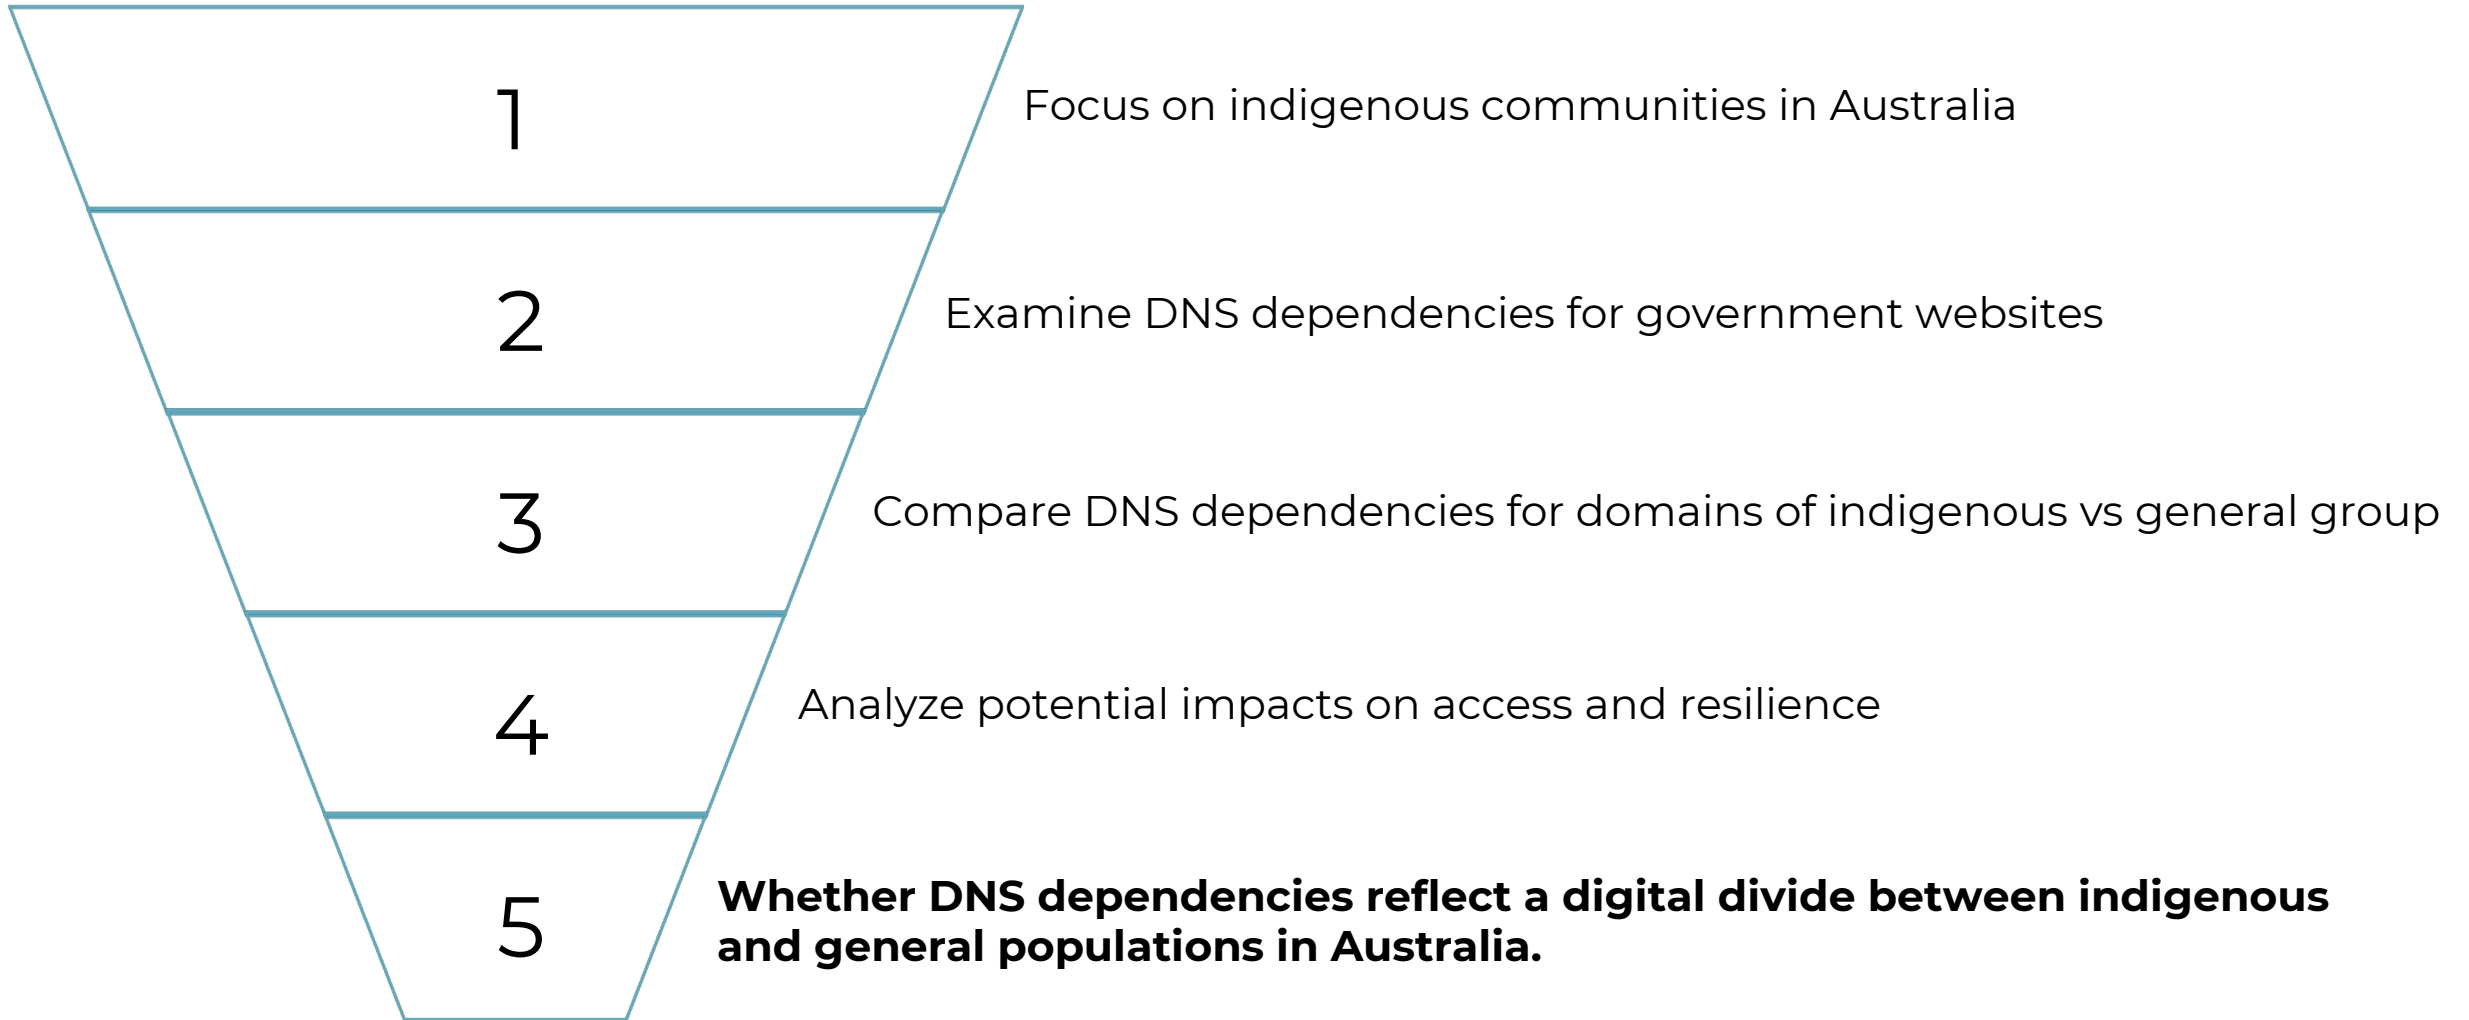 1
Focus on indigenous communities in Australia
2
Examine DNS dependencies for government websites
3
Compare DNS dependencies for domains of indigenous vs general group
4
Analyze potential impacts on access and resilience
5
Whether DNS dependencies reflect a digital divide between indigenous
and general populations in Australia.